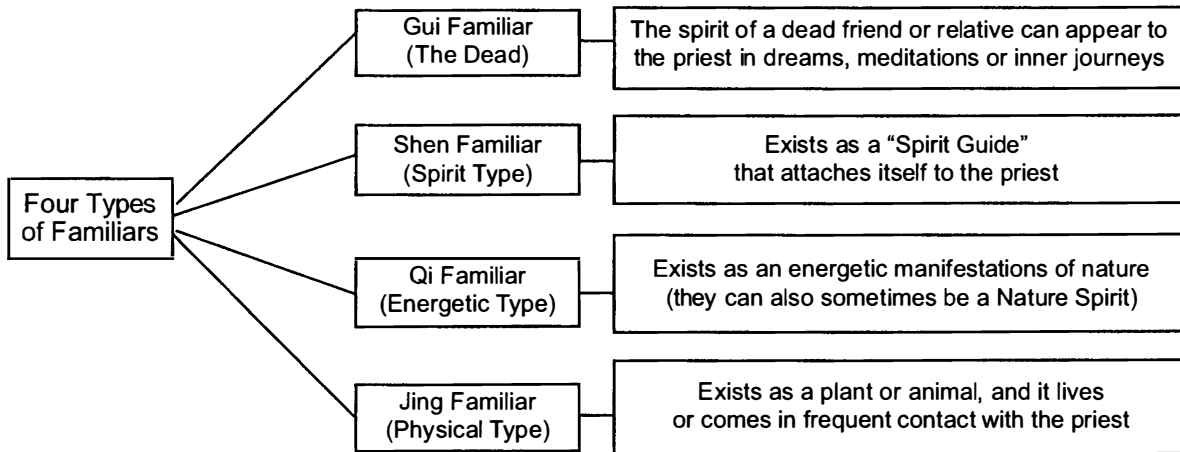 Gui Familiar
(The Dead)
The spirit of a dead friend or relative can appear to
the priest in dreams, meditations or inner journeys
Shen Familiar
(Spirit Type)
Exists as a “Spirit Guide”
that attaches itself to the priest
Four Types
of Familiars
Qi Familiar
(Energetic Type)
Exists as an energetic manifestations of nature
(they can also sometimes be a Nature Spirit)
Jing Familiar
(Physical Type)
Exists as a plant or animal, and it lives
or comes in frequent contact with the priest